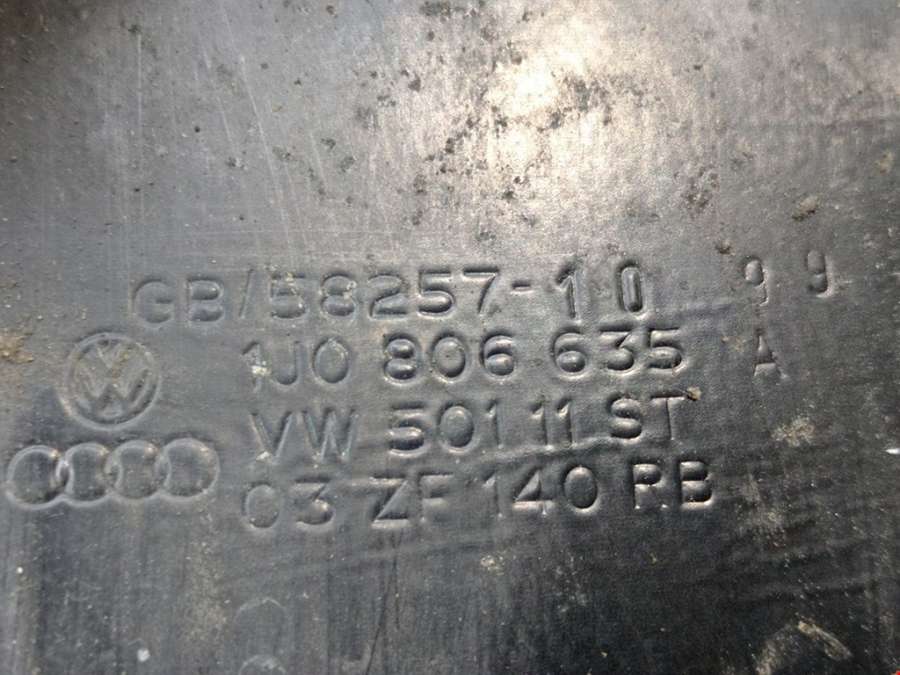 GB/58257-10 99
1J0 806 635 A
VW 501 11 ST
03 ZF 140 RB